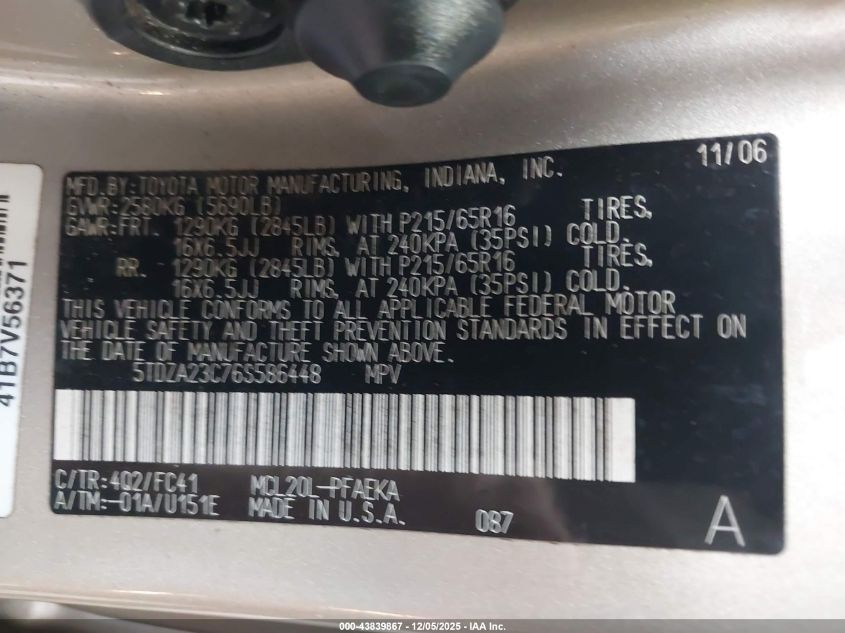 11/06
MFD.BY:TOYOTA MOTOR MANUFACTURING, INDIANA, INC.
GVWR:2580KG (5690LB)
GAWR:FRT. 1290KG (2845LB) WITH P215/65R16 TIRES,
16X6.5JJ RIMS, AT 240KPA (35PSI) COLD.
RR. 1290KG (2845LB) WITH P215/65R16 TIRES,
16X6.5JJ RIMS, AT 240KPA (35PSI) COLD.
THIS VEHICLE CONFORMS TO ALL APPLICABLE FEDERAL MOTOR
VEHICLE SAFETY AND THEFT PREVENTION STANDARDS IN EFFECT ON
THE DATE OF MANUFACTURE SHOWN ABOVE.
5TDZA23C76S586448 MPV
C/TR:4Q2/FC41 MCL20L-PFAEKA
A/TM:-01A/U151E MADE IN U.S.A. 087 A
41B7V56371
000-43839867 - 12/05/2025 - IAA Inc.